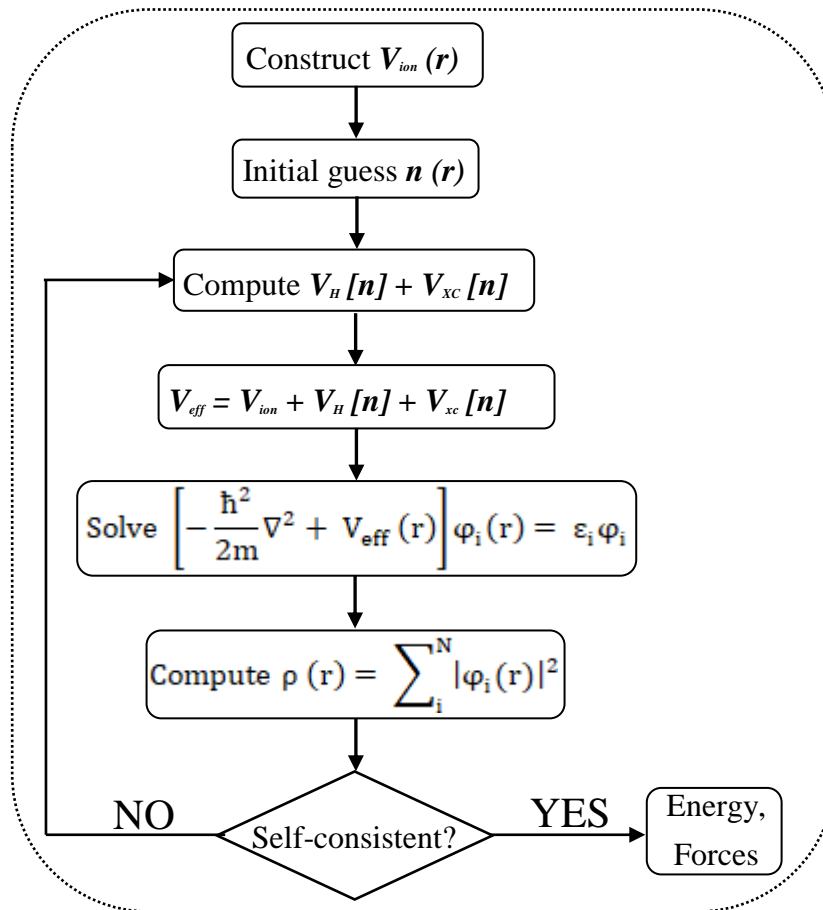 Construct V_ion (r)
Initial guess n (r)
Compute V_H [n] + V_XC [n]
V_eff = V_ion + V_H [n] + V_xc [n]
Solve [−ħ²/2m ∇² + V_eff (r)] φ_i (r) = ε_i φ_i
Compute ρ (r) = ∑_i^N |φ_i (r)|²
NO
Self-consistent?
YES
Energy,
Forces